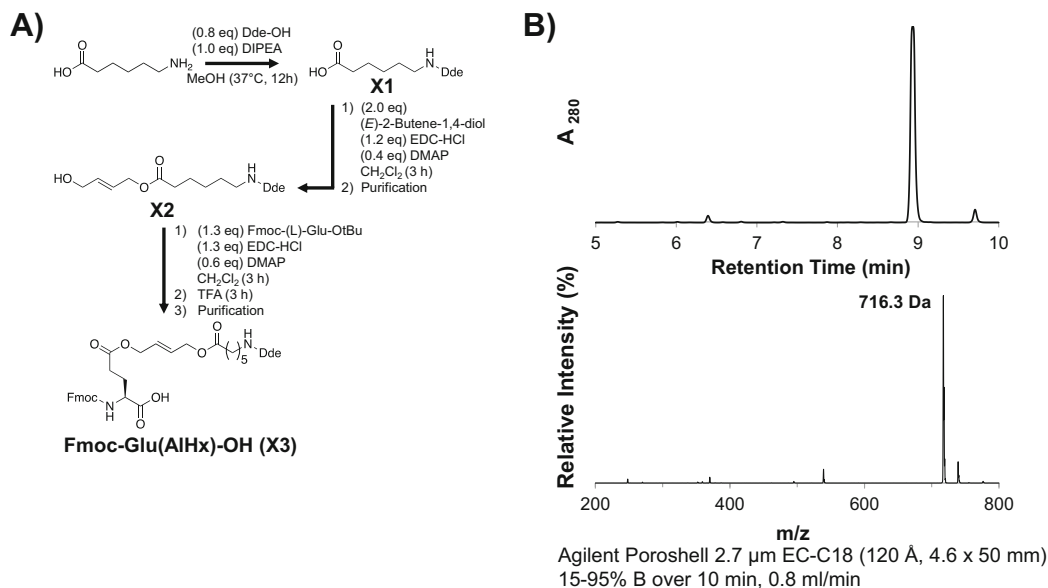 A)
(0.8 eq) Dde-OH
(1.0 eq) DIPEA
MeOH (37°C, 12h)
O
HO
NH2
O
HO
H
N
Dde
X1
1) (2.0 eq)
(E)-2-Butene-1,4-diol
(1.2 eq) EDC-HCl
(0.4 eq) DMAP
CH2Cl2 (3 h)
2) Purification
HO
O
O
H
N
Dde
X2
1) (1.3 eq) Fmoc-(L)-Glu-OtBu
(1.3 eq) EDC-HCl
(0.6 eq) DMAP
CH2Cl2 (3 h)
2) TFA (3 h)
3) Purification
O
O
O
O
5
H
N
Dde
Fmoc
N
H
OH
O
Fmoc-Glu(AlHx)-OH (X3)
B)
A280
5 6 7 8 9 10
Retention Time (min)
Relative Intensity (%)
716.3 Da
200 400 600 800
m/z
Agilent Poroshell 2.7 µm EC-C18 (120 Å, 4.6 x 50 mm)
15-95% B over 10 min, 0.8 ml/min